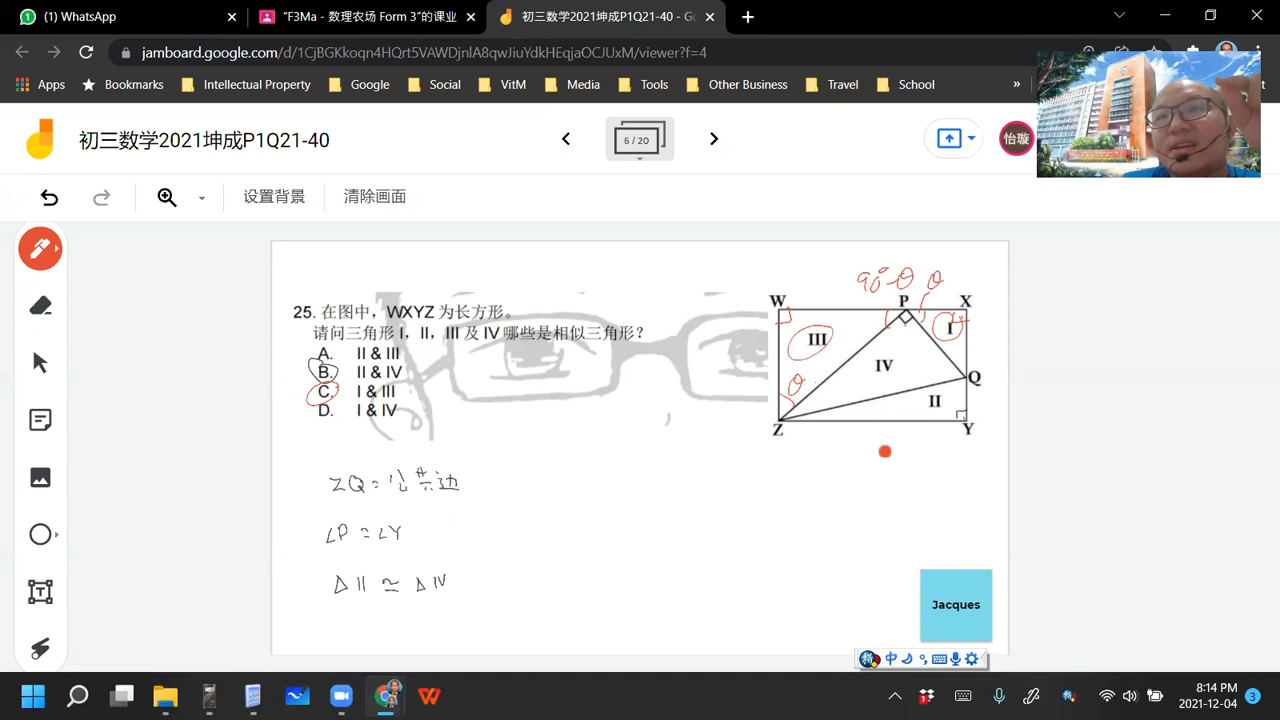 (1) WhatsApp
"F3Ma - 数理农场 Form 3"的课业
初三数学2021坤成P1Q21-40 - Go
jamboard.google.com/d/1CjBGKkogn4HQrt5VAWDjnlA8qwJiuYdkHEqjaOCJUxM/viewer?f=4
Apps
Bookmarks
Intellectual Property
Google
Social
VitM
Media
Tools
Other Business
Travel
School
»
初三数学2021坤成P1Q21-40
5 / 20
怡璇
设置背景
清除画面
25. 在图中，WXYZ 为长方形。
请问三角形 I，II，III 及 IV 哪些是相似三角形？
A. II & III
B. II & IV
C. I & III
D. I & IV
90°-θ θ
W P X
III I
IV
θ Q
II
Z Y
ZQ = 公共边
∠P = ∠Y
△II ≅ △IV
Jacques
中
8:14 PM
2021-12-04
3